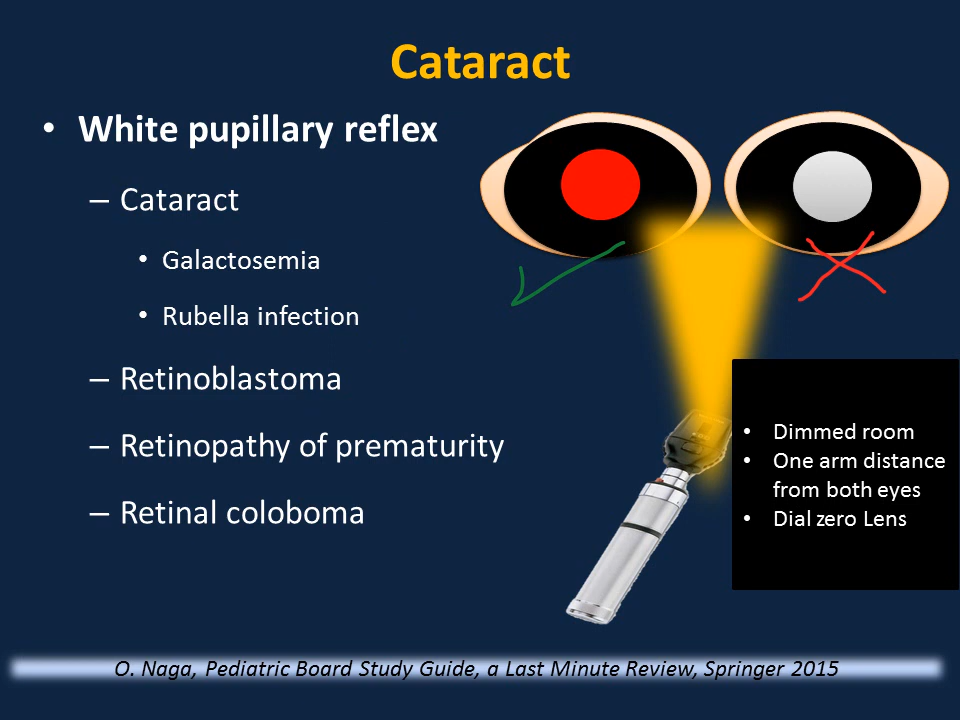 Cataract
• White pupillary reflex
– Cataract
• Galactosemia
• Rubella infection
– Retinoblastoma
– Retinopathy of prematurity
– Retinal coloboma
• Dimmed room
• One arm distance
from both eyes
• Dial zero Lens
O. Naga, Pediatric Board Study Guide, a Last Minute Review, Springer 2015